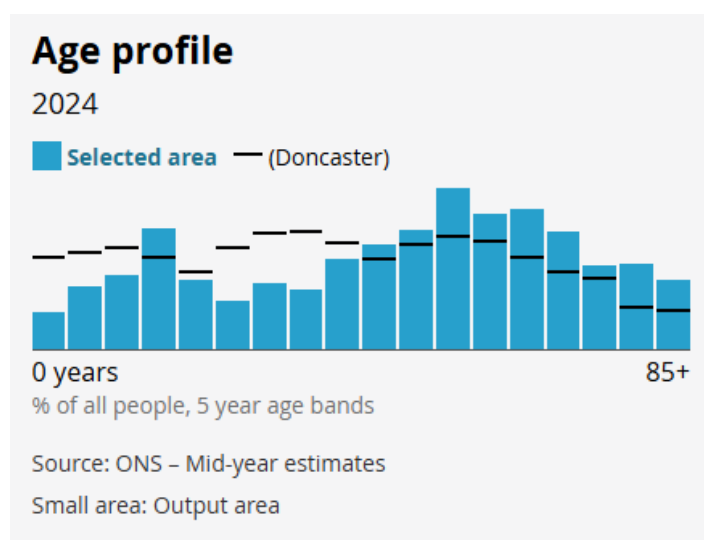 Age profile
2024
Selected area — (Doncaster)
0 years 85+
% of all people, 5 year age bands
Source: ONS – Mid-year estimates
Small area: Output area